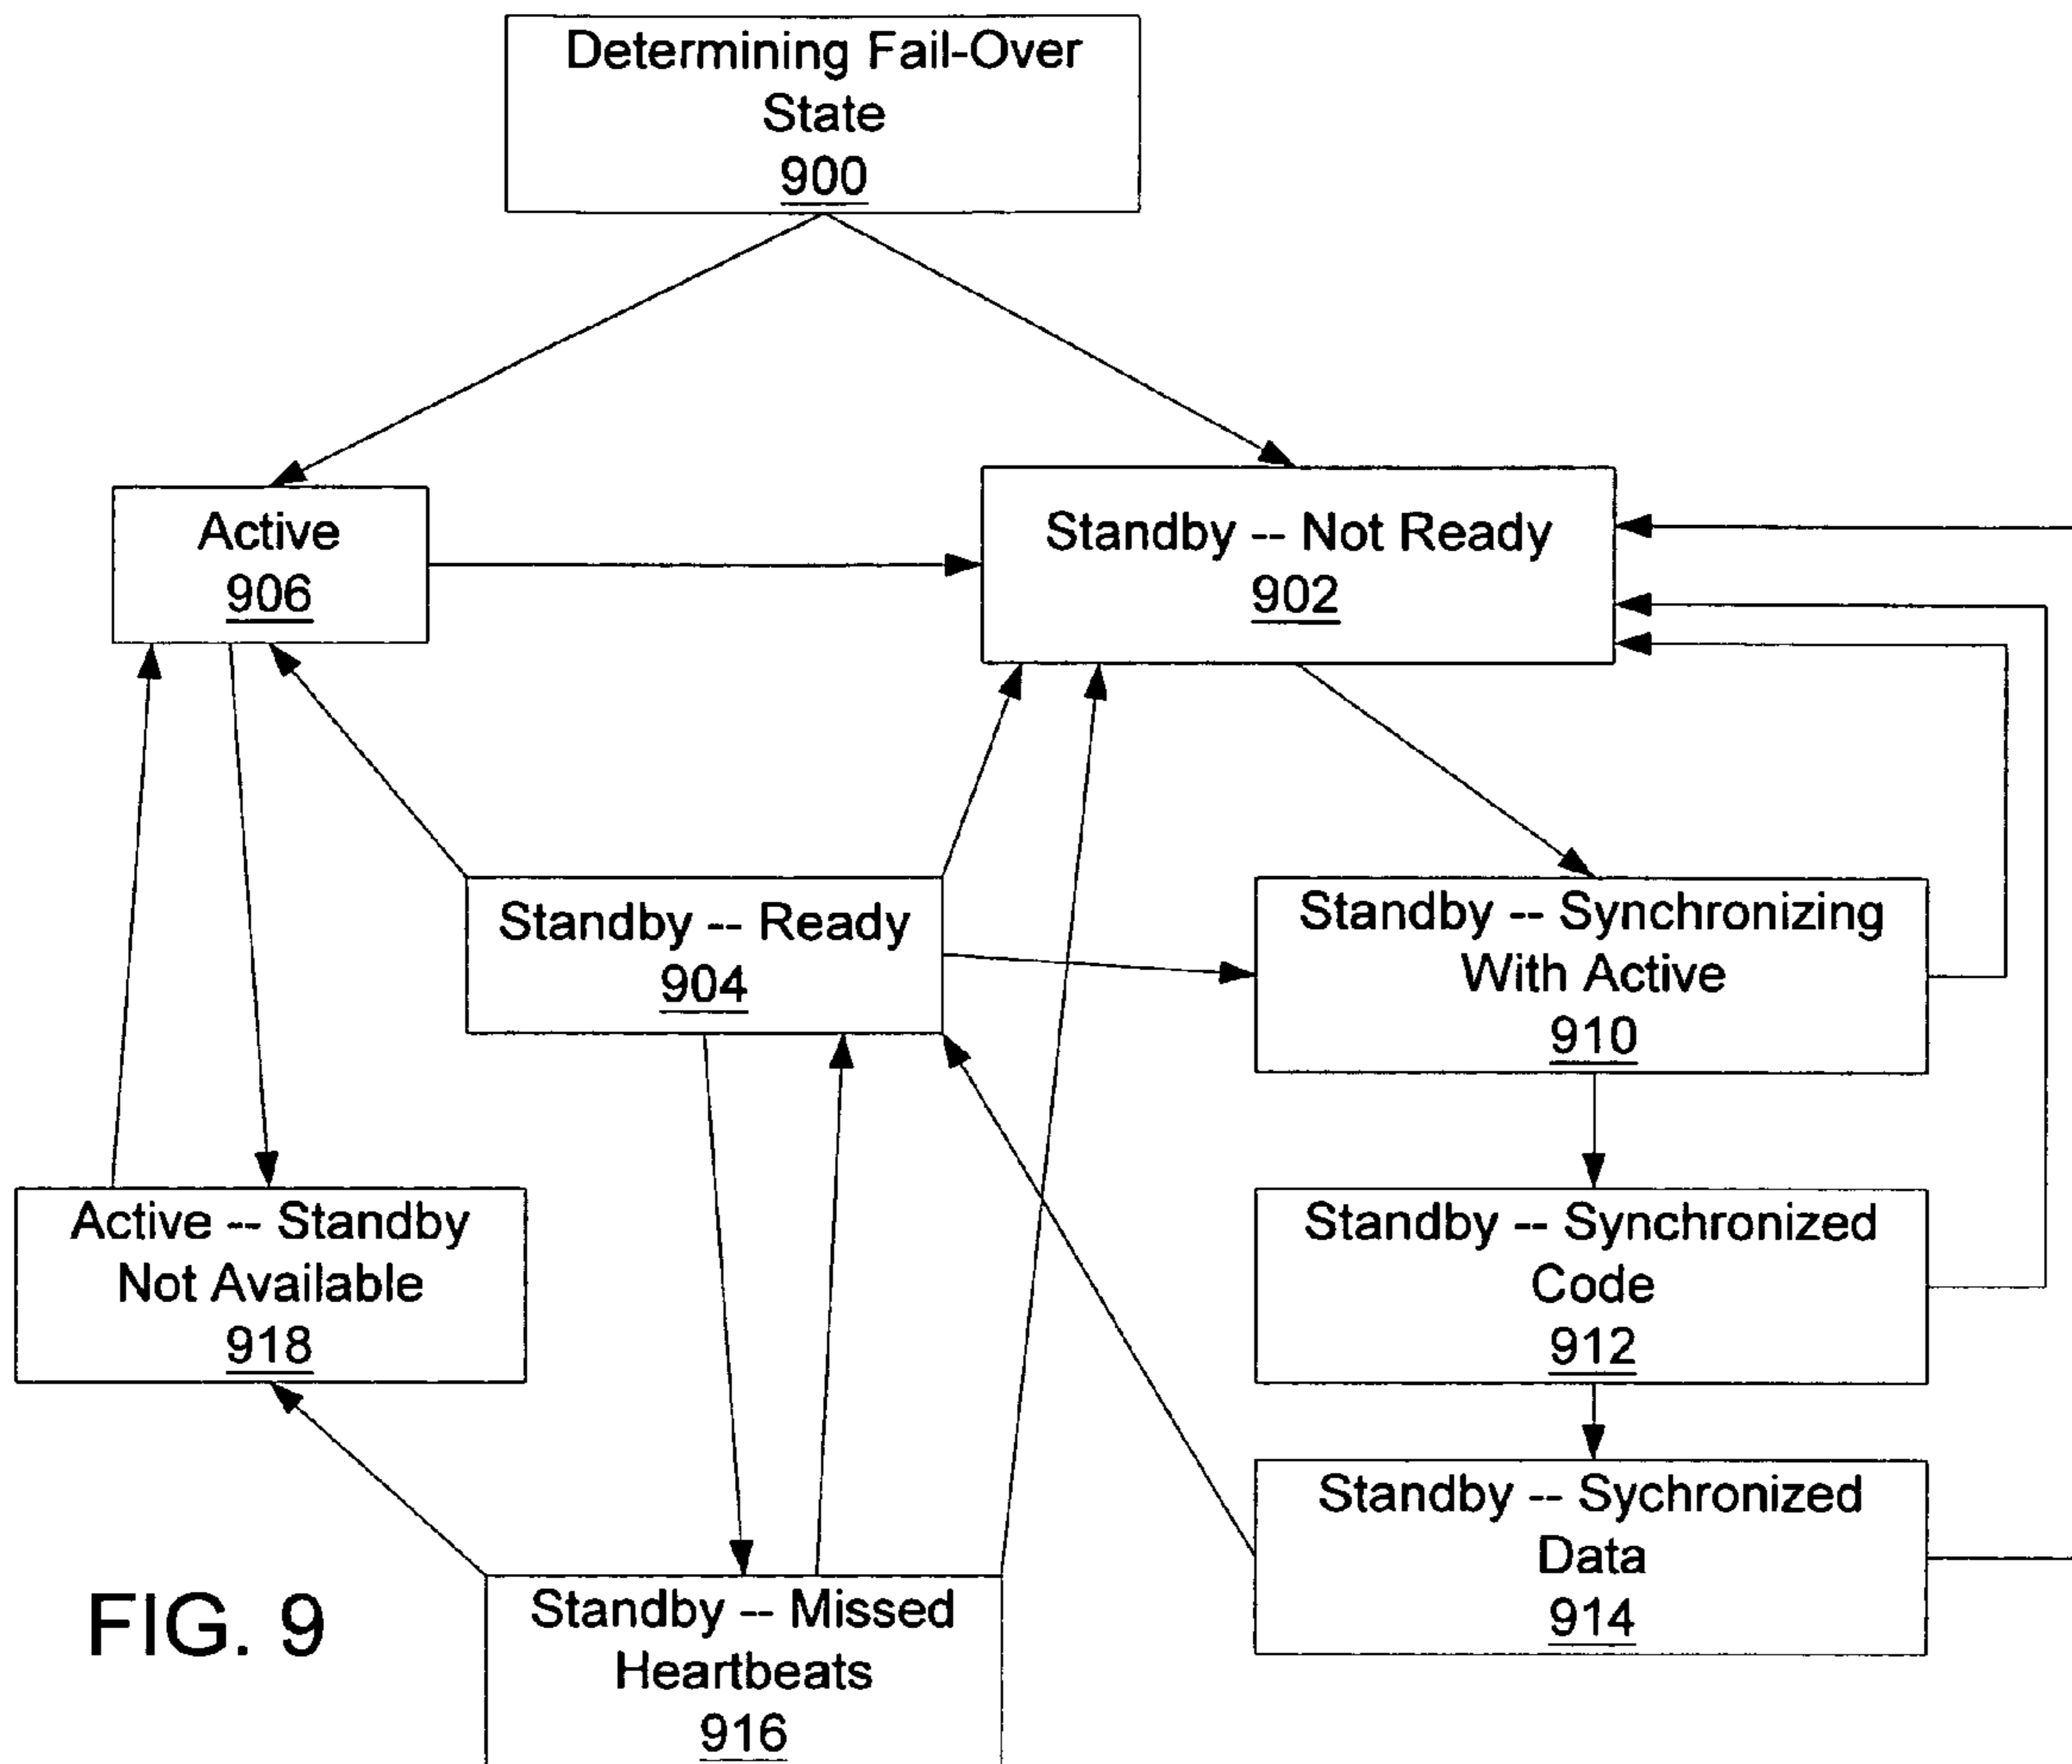 Determining Fail-Over
State
900
Active
906
Standby -- Not Ready
902
Standby -- Ready
904
Standby -- Synchronizing
With Active
910
Active -- Standby
Not Available
918
Standby -- Synchronized
Code
912
Standby -- Sychronized
Data
914
Standby -- Missed
Heartbeats
916
FIG. 9